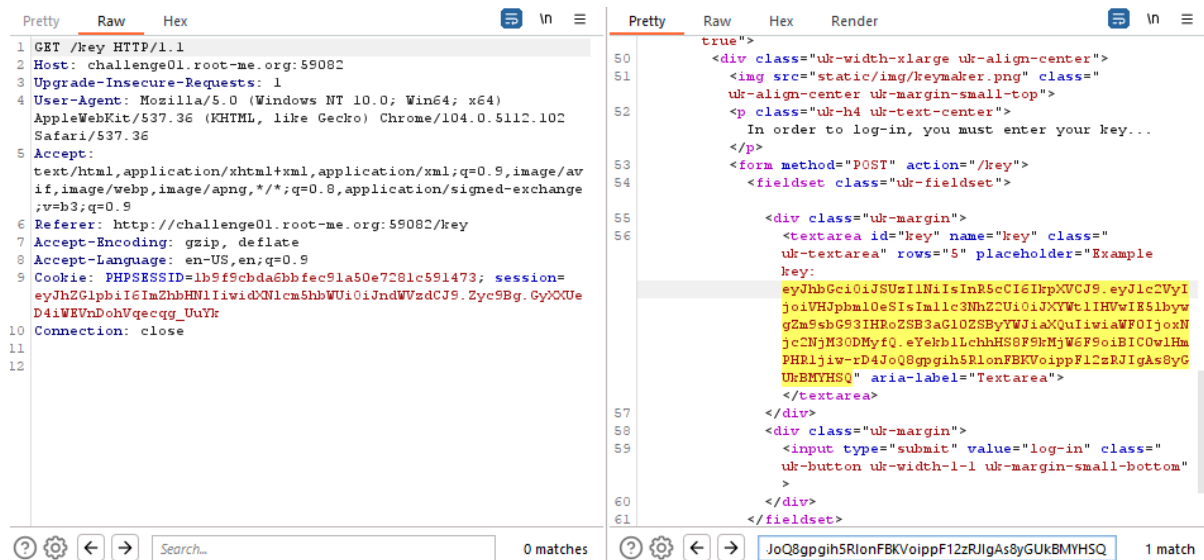 Pretty Raw Hex \n
1 GET /key HTTP/1.1
2 Host: challenge01.root-me.org:59082
3 Upgrade-Insecure-Requests: 1
4 User-Agent: Mozilla/5.0 (Windows NT 10.0; Win64; x64)
AppleWebKit/537.36 (KHTML, like Gecko) Chrome/104.0.5112.102
Safari/537.36
5 Accept:
text/html,application/xhtml+xml,application/xml;q=0.9,image/av
if,image/webp,image/apng,*/*;q=0.8,application/signed-exchange
;v=b3;q=0.9
6 Referer: http://challenge01.root-me.org:59082/key
7 Accept-Encoding: gzip, deflate
8 Accept-Language: en-US,en;q=0.9
9 Cookie: PHPSESSID=1b9f9cbda6bbfec91a50e7281c591473; session=
eyJhZG1pbiI6ImZhbHNlIiwidXNlcm5hbWUiOiJndWVzdCJ9.Zyc9Bg.GyXXUe
D4iWEVnDohVqecqg_UuYk
10 Connection: close
11
12
Search... 0 matches
Pretty Raw Hex Render \n
true">
50 <div class="uk-width-xlarge uk-align-center">
51 <img src="static/img/keymaker.png" class="
uk-align-center uk-margin-small-top">
52 <p class="uk-h4 uk-text-center">
In order to log-in, you must enter your key...
</p>
53 <form method="POST" action="/key">
54 <fieldset class="uk-fieldset">
55 <div class="uk-margin">
56 <textarea id="key" name="key" class="
uk-textarea" rows="5" placeholder="Example
key:
eyJhbGciOiJSUzI1NiIsInR5cCI6IkpXVCJ9.eyJ1c2VyI
joiVHJpbml0eSIsIm1lc3NhZ2UiOiJXYWtlIHVwIE5lbyw
gZm9sbG93IHRoZSB3aGl0ZSByYWJiaXQuIiwiaWF0IjoxN
jc2NjM3ODMyfQ.eYekb1LchhHS8F9kMjW6F9oiBIC0wlHm
PHRljiw-rD4JoQ8gpgih5RlonFBKVoippF12zRJIgAs8yG
UkBMYHSQ" aria-label="Textarea">
</textarea>
57 </div>
58 <div class="uk-margin">
59 <input type="submit" value="log-in" class="
uk-button uk-width-1-1 uk-margin-small-bottom"
>
60 </div>
61 </fieldset>
JoQ8gpgih5RlonFBKVoippF12zRJIgAs8yGUkBMYHSQ 1 match